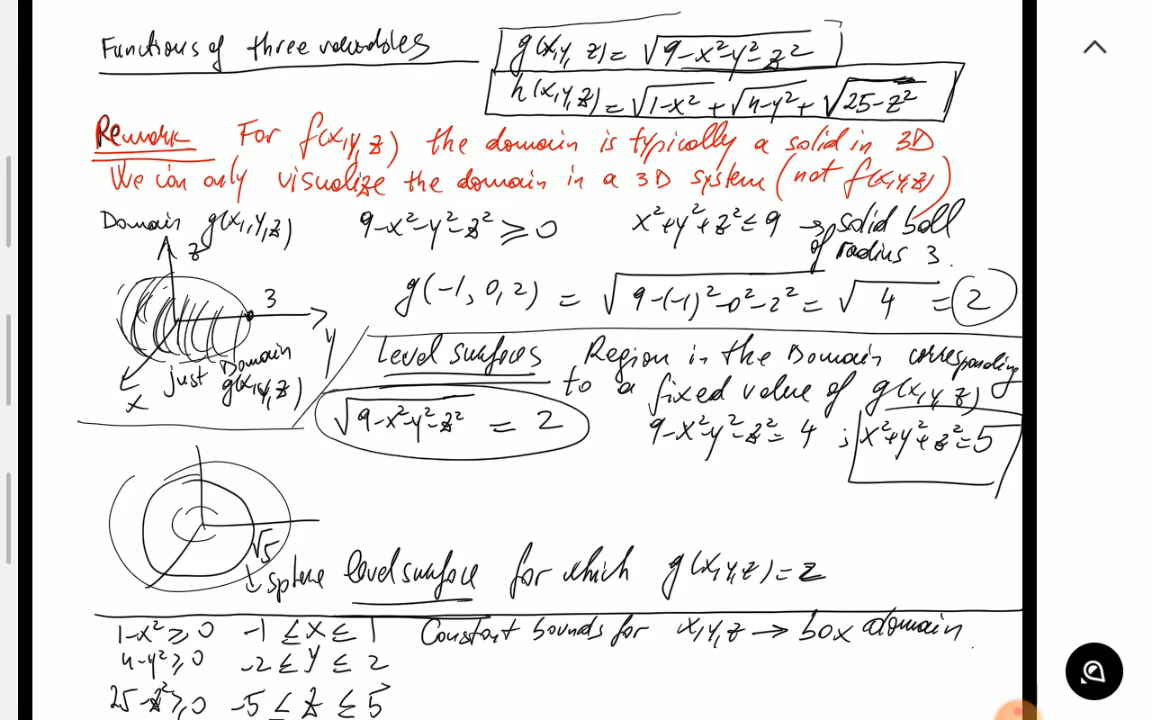 Functions of three variables
g(x,y,z) = √(9-x²-y²-z²)
h(x,y,z) = √(1-x²) + √(4-y²) + √(25-z²)
Remark For f(x,y,z) the domain is typically a solid in 3D
We can only visualize the domain in a 3D system (not f(x,y,z))
Domain g(x,y,z) 9-x²-y²-z² ≥ 0 x²+y²+z² ≤ 9 → solid ball
of radius 3.
z
3
y
x
just Domain
g(x,y,z)
g(-1, 0, 2) = √(9-(-1)²-0²-2²) = √4 = 2
Level surfaces Region in the Domain corresponding
to a fixed value of g(x,y,z)
√(9-x²-y²-z²) = 2 9-x²-y²-z² = 4 ; x²+y²+z²=5
√5
↳ sphere level surface for which g(x,y,z)=2
1-x² ≥ 0 -1 ≤ x ≤ 1 Constant bounds for x,y,z → box domain
4-y² ≥ 0 -2 ≤ y ≤ 2
25-z² ≥ 0 -5 ≤ z ≤ 5